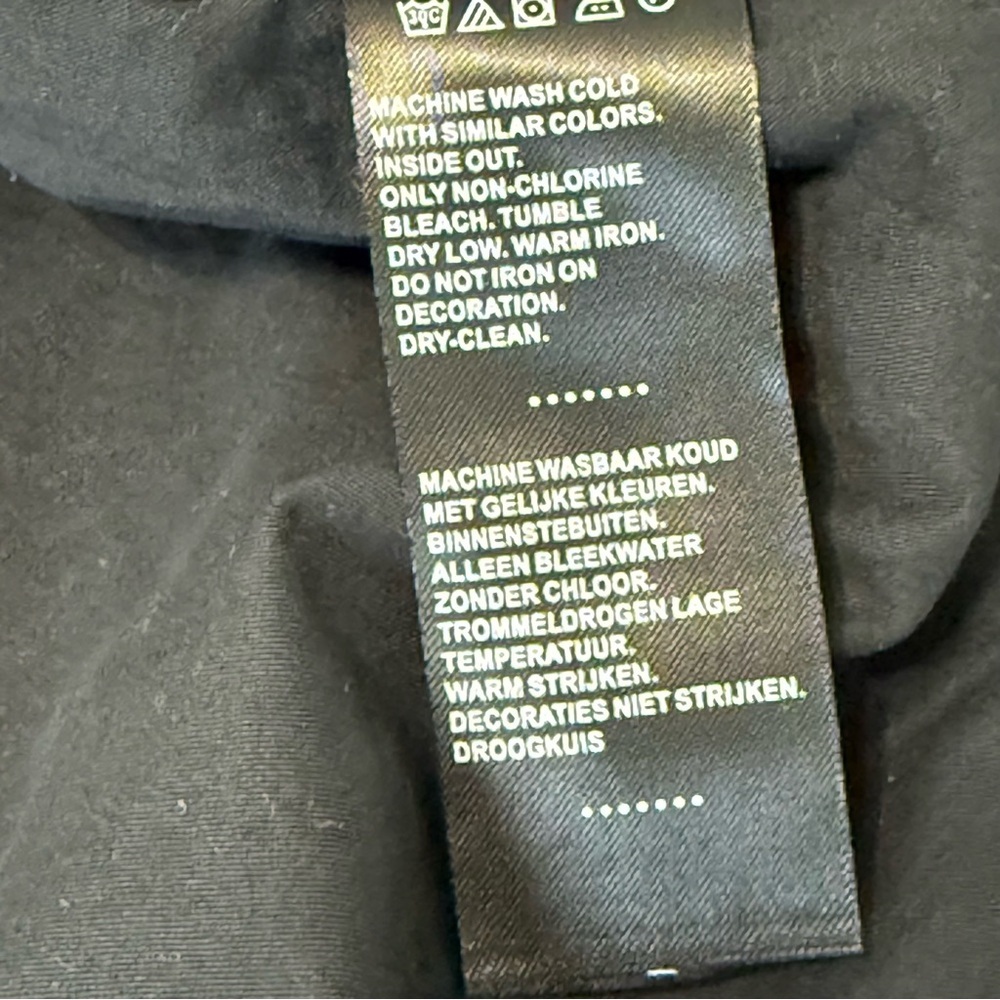 30C
MACHINE WASH COLD
WITH SIMILAR COLORS.
INSIDE OUT.
ONLY NON-CHLORINE
BLEACH. TUMBLE
DRY LOW. WARM IRON.
DO NOT IRON ON
DECORATION.
DRY-CLEAN.
.......
MACHINE WASBAAR KOUD
MET GELIJKE KLEUREN.
BINNENSTEBUITEN.
ALLEEN BLEEKWATER
ZONDER CHLOOR.
TROMMELDROGEN LAGE
TEMPERATUUR.
WARM STRIJKEN.
DECORATIES NIET STRIJKEN.
DROOGKUIS
.......